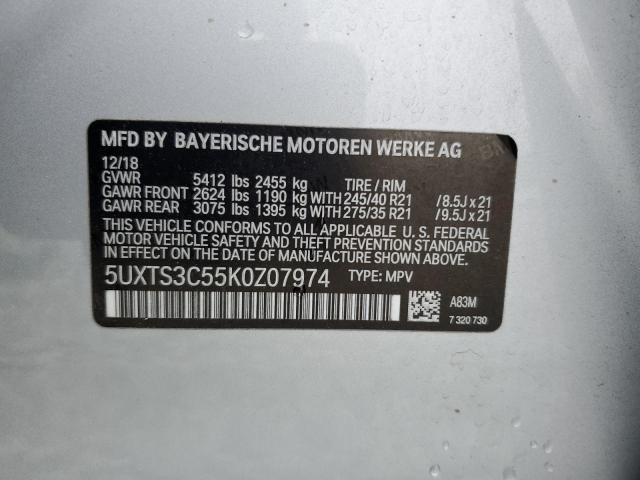 MFD BY BAYERISCHE MOTOREN WERKE AG
12/18
GVWR 5412 lbs 2455 kg TIRE / RIM
GAWR FRONT 2624 lbs 1190 kg WITH 245/40 R21 /8.5J x 21
GAWR REAR 3075 lbs 1395 kg WITH 275/35 R21 /9.5J x 21
THIS VEHICLE CONFORMS TO ALL APPLICABLE U. S. FEDERAL
MOTOR VEHICLE SAFETY AND THEFT PREVENTION STANDARDS
IN EFFECT ON THE DATE OF MANUFACTURE SHOWN ABOVE.
5UXTS3C55K0Z07974 TYPE: MPV
A83M
7 320 730